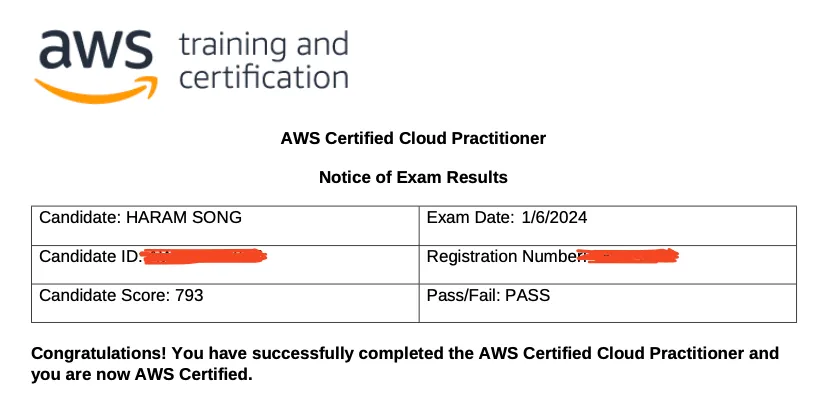 aws training and
certification
AWS Certified Cloud Practitioner
Notice of Exam Results
Candidate: HARAM SONG
Exam Date: 1/6/2024
Candidate ID:
Registration Number:
Candidate Score: 793
Pass/Fail: PASS
Congratulations! You have successfully completed the AWS Certified Cloud Practitioner and
you are now AWS Certified.